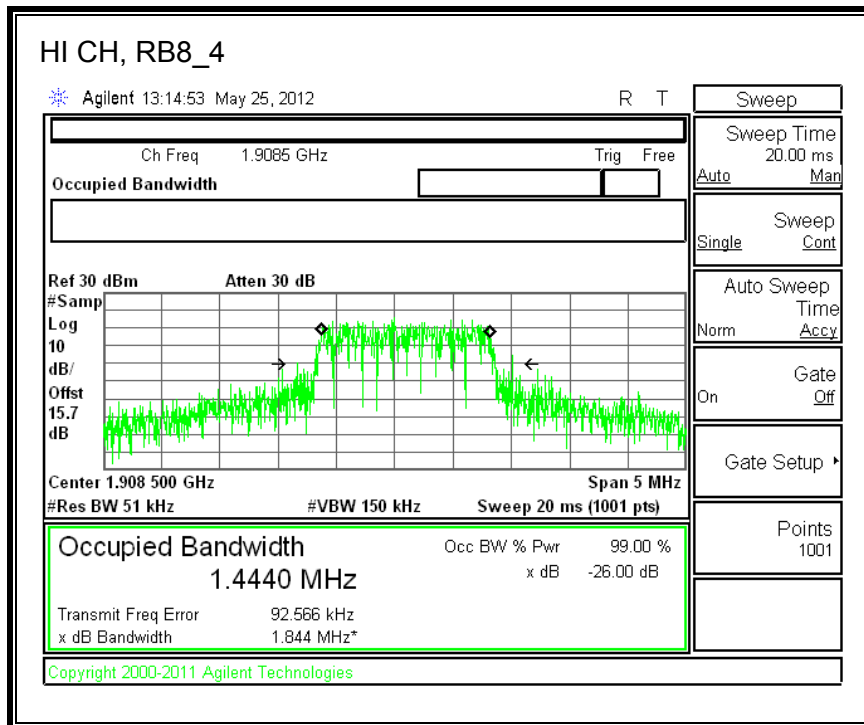 HI CH, RB8_4
Agilent 13:14:53 May 25, 2012 R T
Ch Freq 1.9085 GHz Trig Free
Occupied Bandwidth
Ref 30 dBm Atten 30 dB
#Samp
Log
10
dB/
Offst
15.7
dB
Center 1.908 500 GHz Span 5 MHz
#Res BW 51 kHz #VBW 150 kHz Sweep 20 ms (1001 pts)
Occupied Bandwidth
1.4440 MHz
Occ BW % Pwr 99.00 %
x dB -26.00 dB
Transmit Freq Error 92.566 kHz
x dB Bandwidth 1.844 MHz*
Copyright 2000-2011 Agilent Technologies
Sweep
Sweep Time
20.00 ms
Auto Man
Sweep
Single Cont
Auto Sweep
Time
Norm Accy
Gate
On Off
Gate Setup
Points
1001